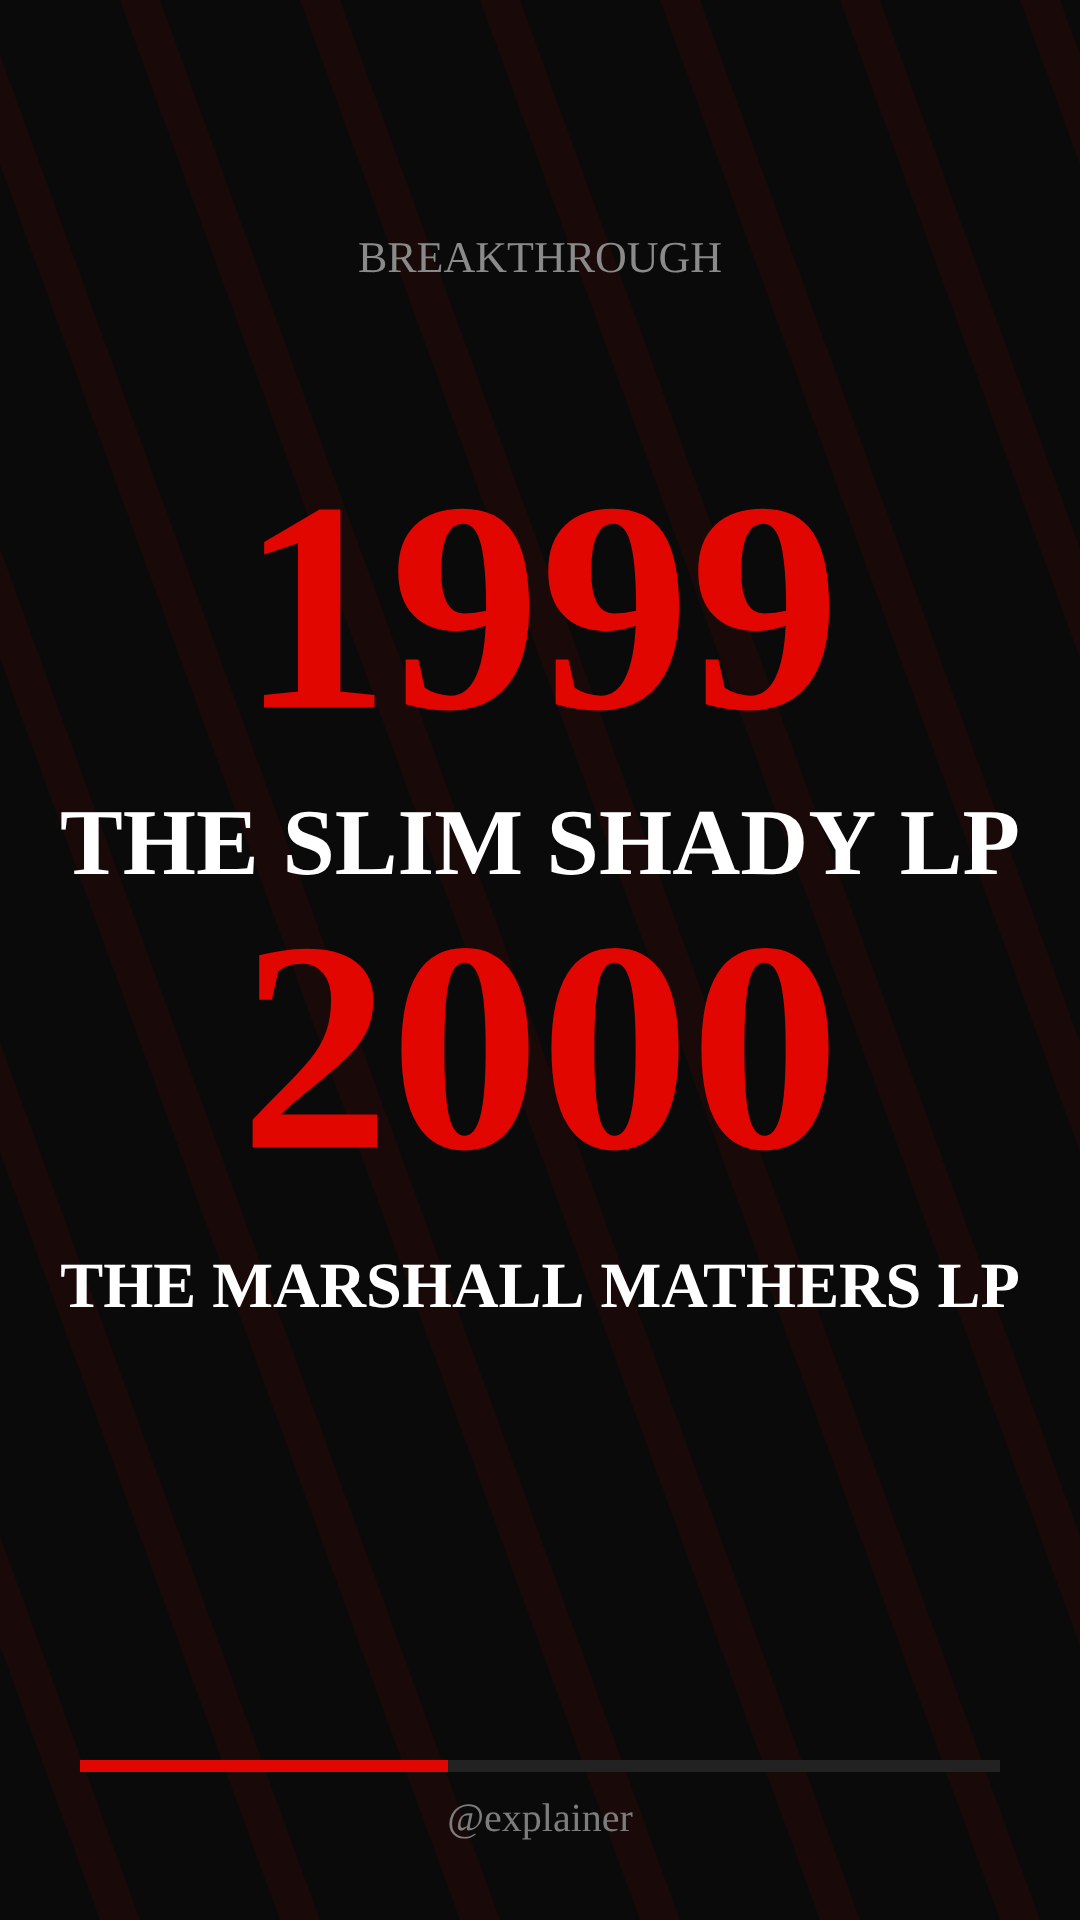 BREAKTHROUGH
1999
THE SLIM SHADY LP
2000
THE MARSHALL MATHERS LP
@explainer